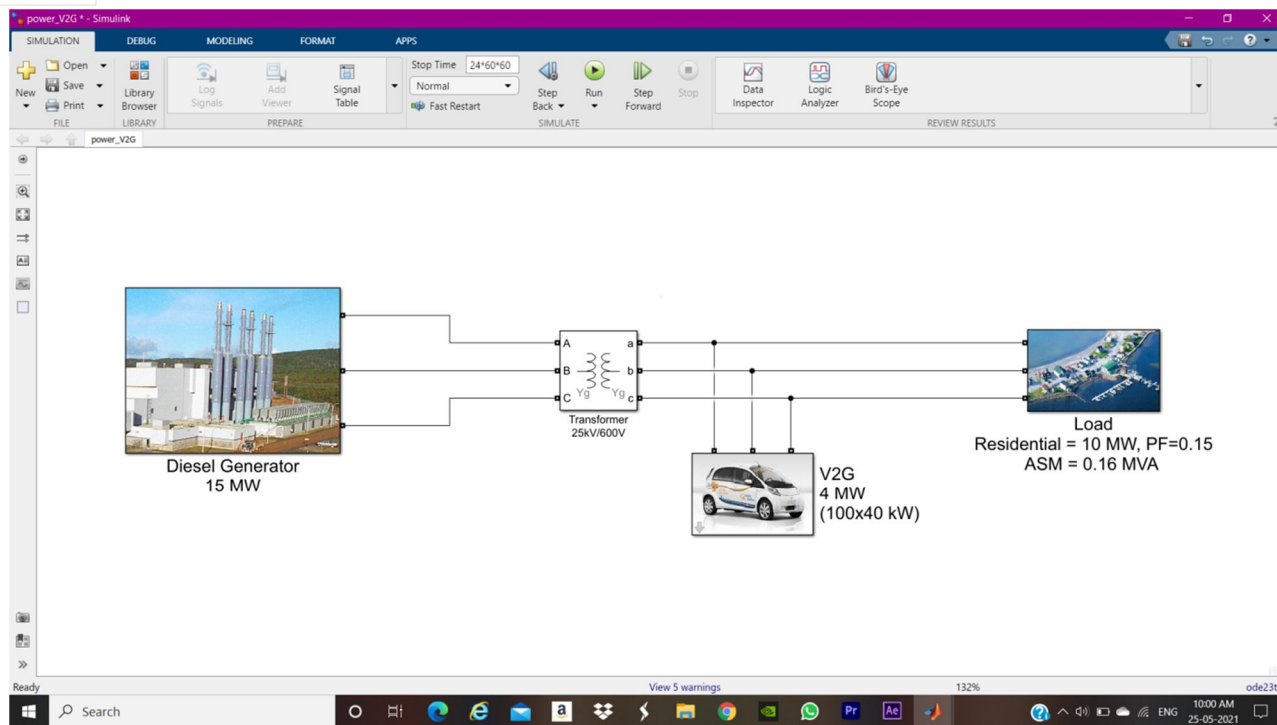 power_V2G * - Simulink
SIMULATION DEBUG MODELING FORMAT APPS
New
Open
Save
Print
FILE
Library
Browser
LIBRARY
Log
Signals
Add
Viewer
Signal
Table
PREPARE
Stop Time 24*60*60
Normal
Fast Restart
Step
Back
Run
Step
Forward
Stop
SIMULATE
Data
Inspector
Logic
Analyzer
Bird's-Eye
Scope
REVIEW RESULTS
power_V2G
Diesel Generator
15 MW
A
B
C
a
b
c
Yg
Yg
Transformer
25kV/600V
V2G
4 MW
(100x40 kW)
Load
Residential = 10 MW, PF=0.15
ASM = 0.16 MVA
Ready View 5 warnings 132% ode23t
Search
a
Pr
Ae
ENG
10:00 AM
25-05-2021